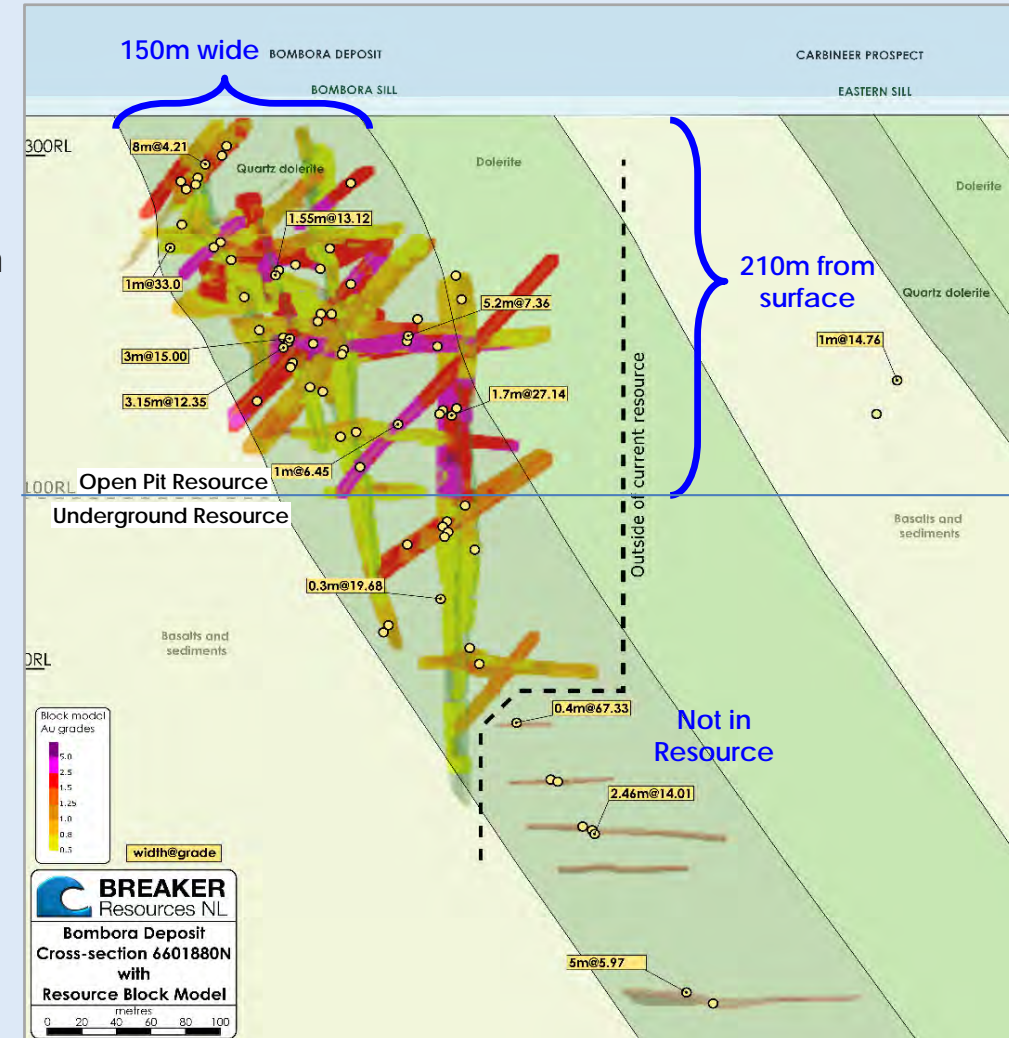 150m wide
BOMBORA DEPOSIT
CARBINEER PROSPECT
BOMBORA SILL
EASTERN SILL
300RL
8m@4.21
Quartz dolerite
Dolerite
Dolerite
1.55m@13.12
1m@33.0
210m from
surface
Quartz dolerite
5.2m@7.36
1m@14.76
3m@15.00
3.15m@12.35
1.7m@27.14
Outside of current resource
1m@6.45
Open Pit Resource
100RL
Underground Resource
Basalts and
sediments
0.3m@19.68
Basalts and
sediments
0RL
0.4m@67.33
Not in
Resource
Block model
Au grades
5.0
2.5
1.5
1.25
1.0
0.8
0.5
2.46m@14.01
width@grade
BREAKER
Resources NL
Bombora Deposit
Cross-section 6601880N
with
Resource Block Model
metres
0 20 40 60 80 100
5m@5.97